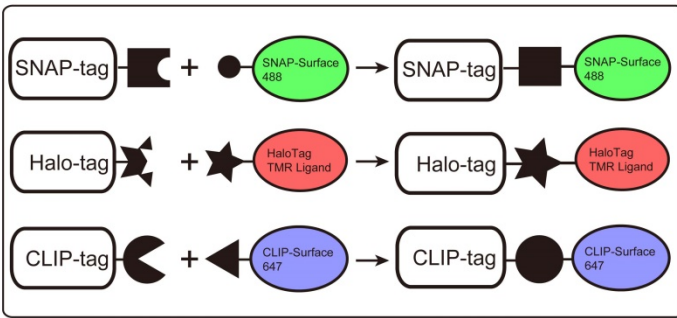 SNAP-tag + SNAP-Surface 488 SNAP-tag SNAP-Surface 488
Halo-tag + HaloTag TMR Ligand Halo-tag HaloTag TMR Ligand
CLIP-tag + CLIP-Surface 647 CLIP-tag CLIP-Surface 647